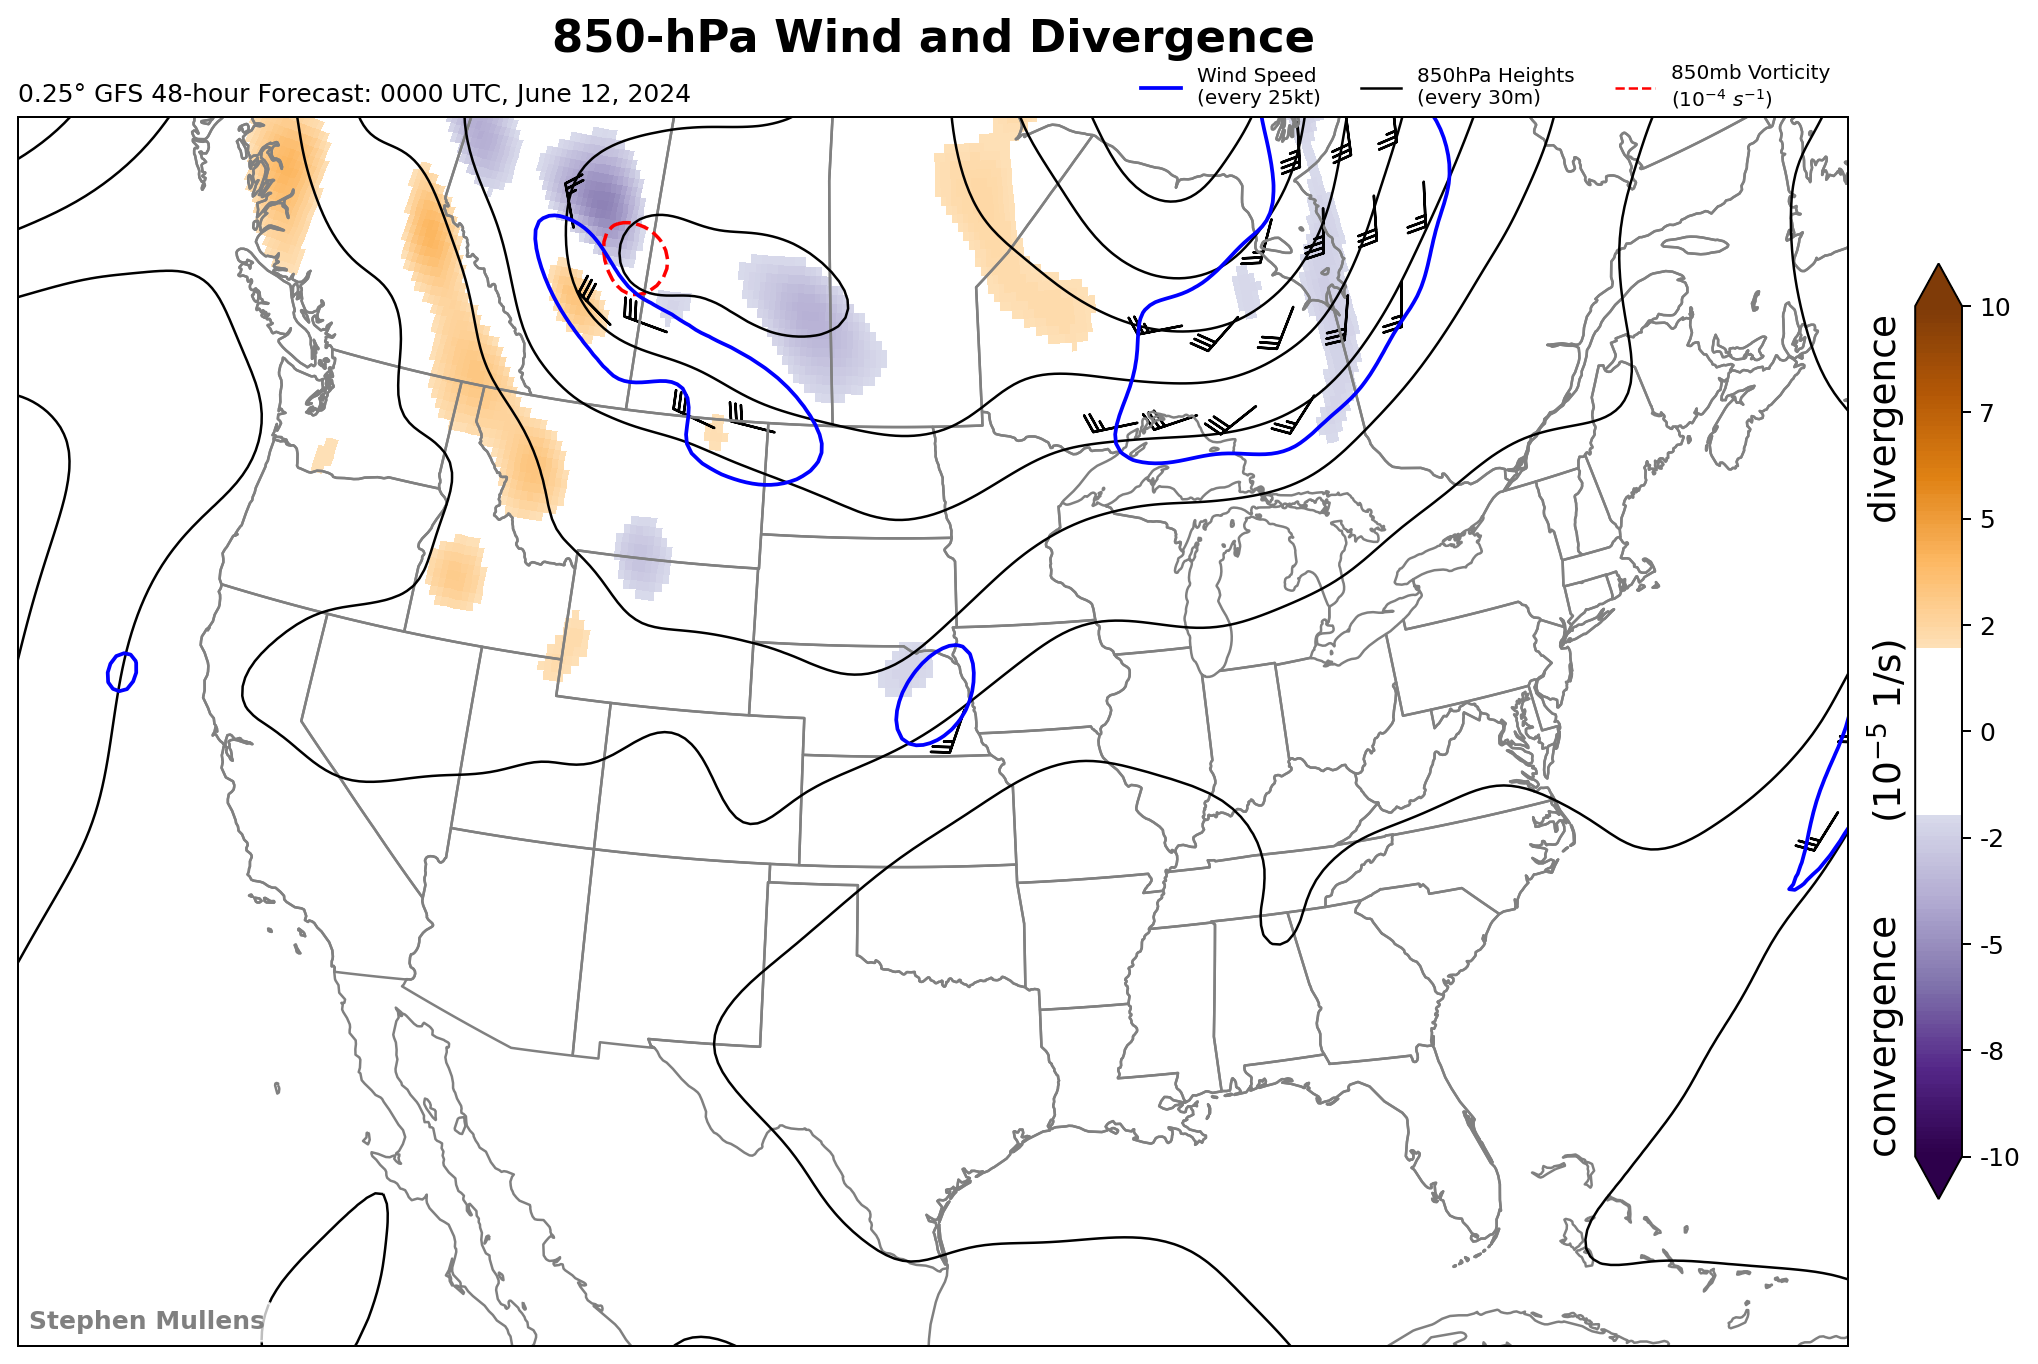 850-hPa Wind and Divergence
0.25° GFS 48-hour Forecast: 0000 UTC, June 12, 2024
Wind Speed
(every 25kt)
850hPa Heights
(every 30m)
850mb Vorticity
(10⁻⁴ s⁻¹)
10
7
5
2
0
-2
-5
-8
-10
convergence (10⁻⁵ 1/s) divergence
Stephen Mullens